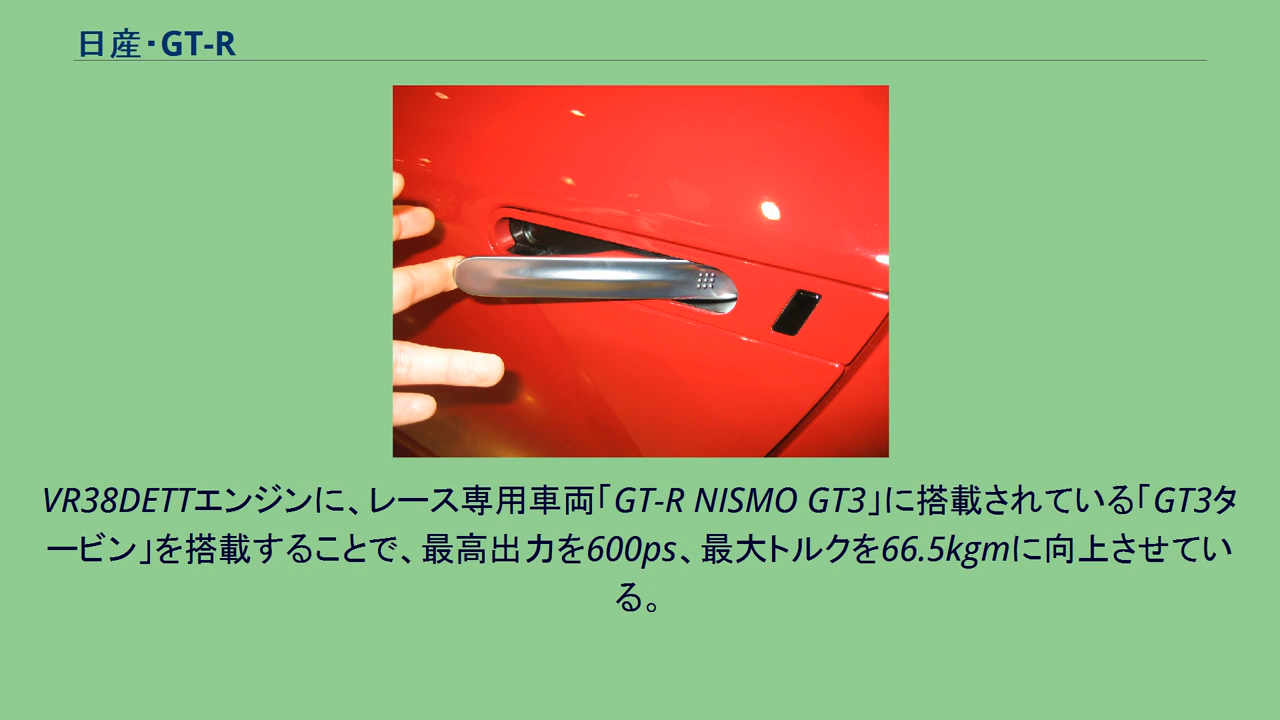 日産・GT-R
VR38DETTエンジンに、レース専用車両「GT-R NISMO GT3」に搭載されている「GT3タ
ービン」を搭載することで、最高出力を600ps、最大トルクを66.5kgmに向上させてい
る。